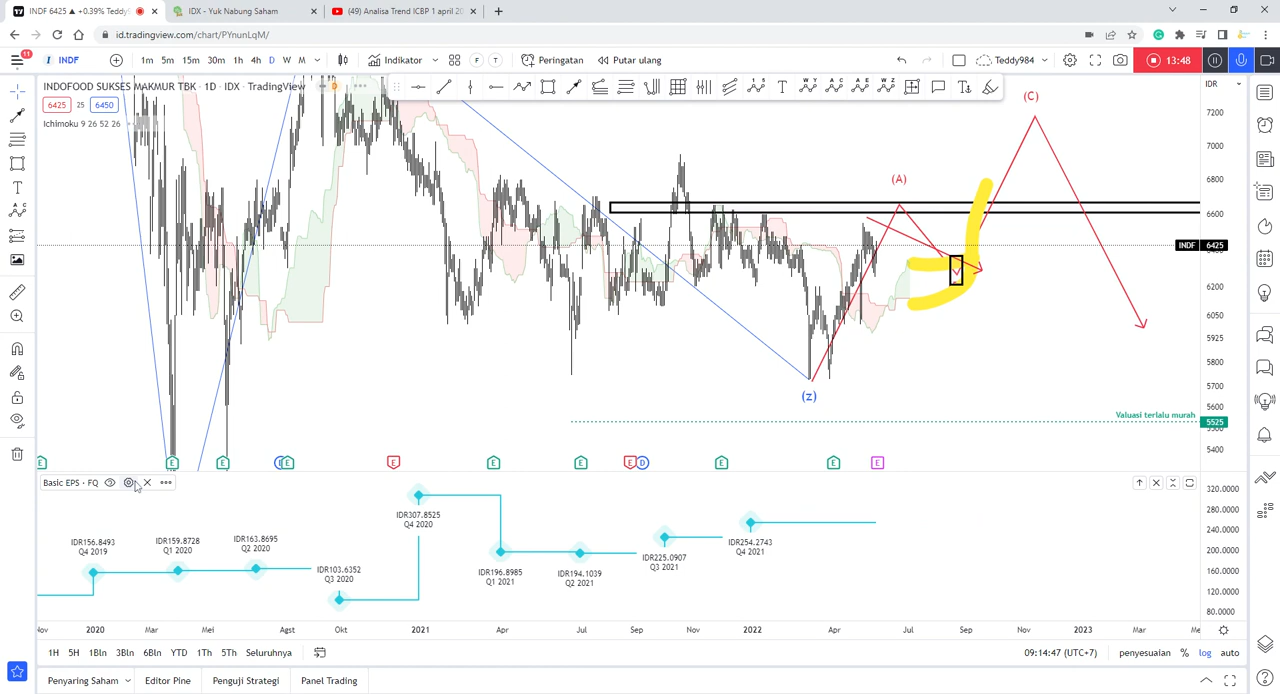 INDF 6425 ▲ +0.39% Teddy
IDX - Yuk Nabung Saham
(49) Analisa Trend ICBP 1 april 20
id.tradingview.com/chart/PYnunLqM/
11
INDF
1m 5m 15m 30m 1h 4h D W M
Indikator
F
T
Peringatan
Putar ulang
Teddy984
13:48
INDOFOOD SUKSES MAKMUR TBK · 1D · IDX · TradingView
D
6425 25 6450
Ichimoku 9 26 52 26
IDR
(C)
(A)
(z)
7200
7000
6800
6600
INDF 6425
6200
6050
5925
5800
5700
5600
Valuasi terlalu murah
5525
5400
E E E D E E E E E D E E E
Basic EPS · FQ
320.0000
280.0000
240.0000
200.0000
160.0000
120.0000
80.0000
IDR156.8493
Q4 2019
IDR159.8728
Q1 2020
IDR163.8695
Q2 2020
IDR103.6352
Q3 2020
IDR307.8525
Q4 2020
IDR196.8985
Q1 2021
IDR194.1039
Q2 2021
IDR225.0907
Q3 2021
IDR254.2743
Q4 2021
2020 Mar Mei Agst Okt 2021 Apr Jul Sep Nov 2022 Apr Jul Sep Nov 2023 Mar
1H 5H 1Bln 3Bln 6Bln YTD 1Th 5Th Seluruhnya
09:14:47 (UTC+7)
penyesuaian % log auto
Penyaring Saham
Editor Pine
Penguji Strategi
Panel Trading